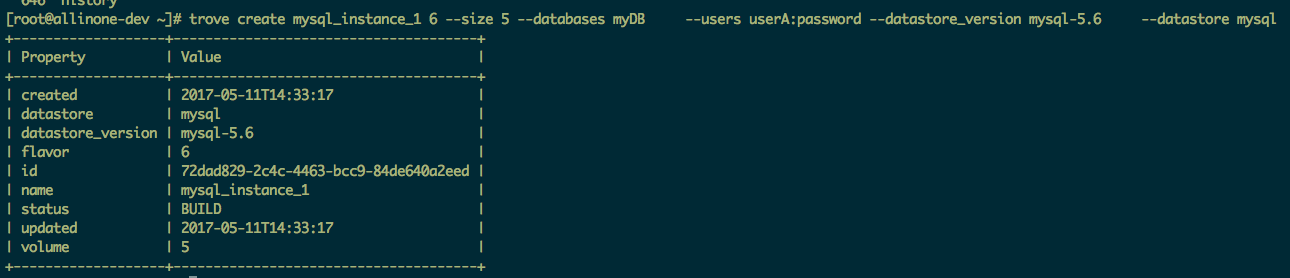 [root@allinone-dev ~]# trove create mysql_instance_1 6 --size 5 --databases myDB     --users userA:password --datastore_version mysql-5.6     --datastore mysql
+-------------------+--------------------------------------+
| Property          | Value                                |
+-------------------+--------------------------------------+
| created           | 2017-05-11T14:33:17                  |
| datastore         | mysql                                |
| datastore_version | mysql-5.6                            |
| flavor            | 6                                    |
| id                | 72dad829-2c4c-4463-bcc9-84de640a2eed |
| name              | mysql_instance_1                     |
| status            | BUILD                                |
| updated           | 2017-05-11T14:33:17                  |
| volume            | 5                                    |
+-------------------+--------------------------------------+